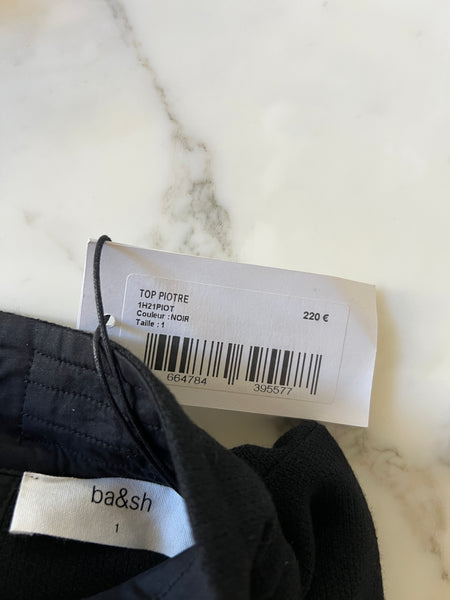 TOP PIOTRE
1H21PIOT
Couleur : NOIR
Taille : 1
220 €
664784 395577
ba&sh
1